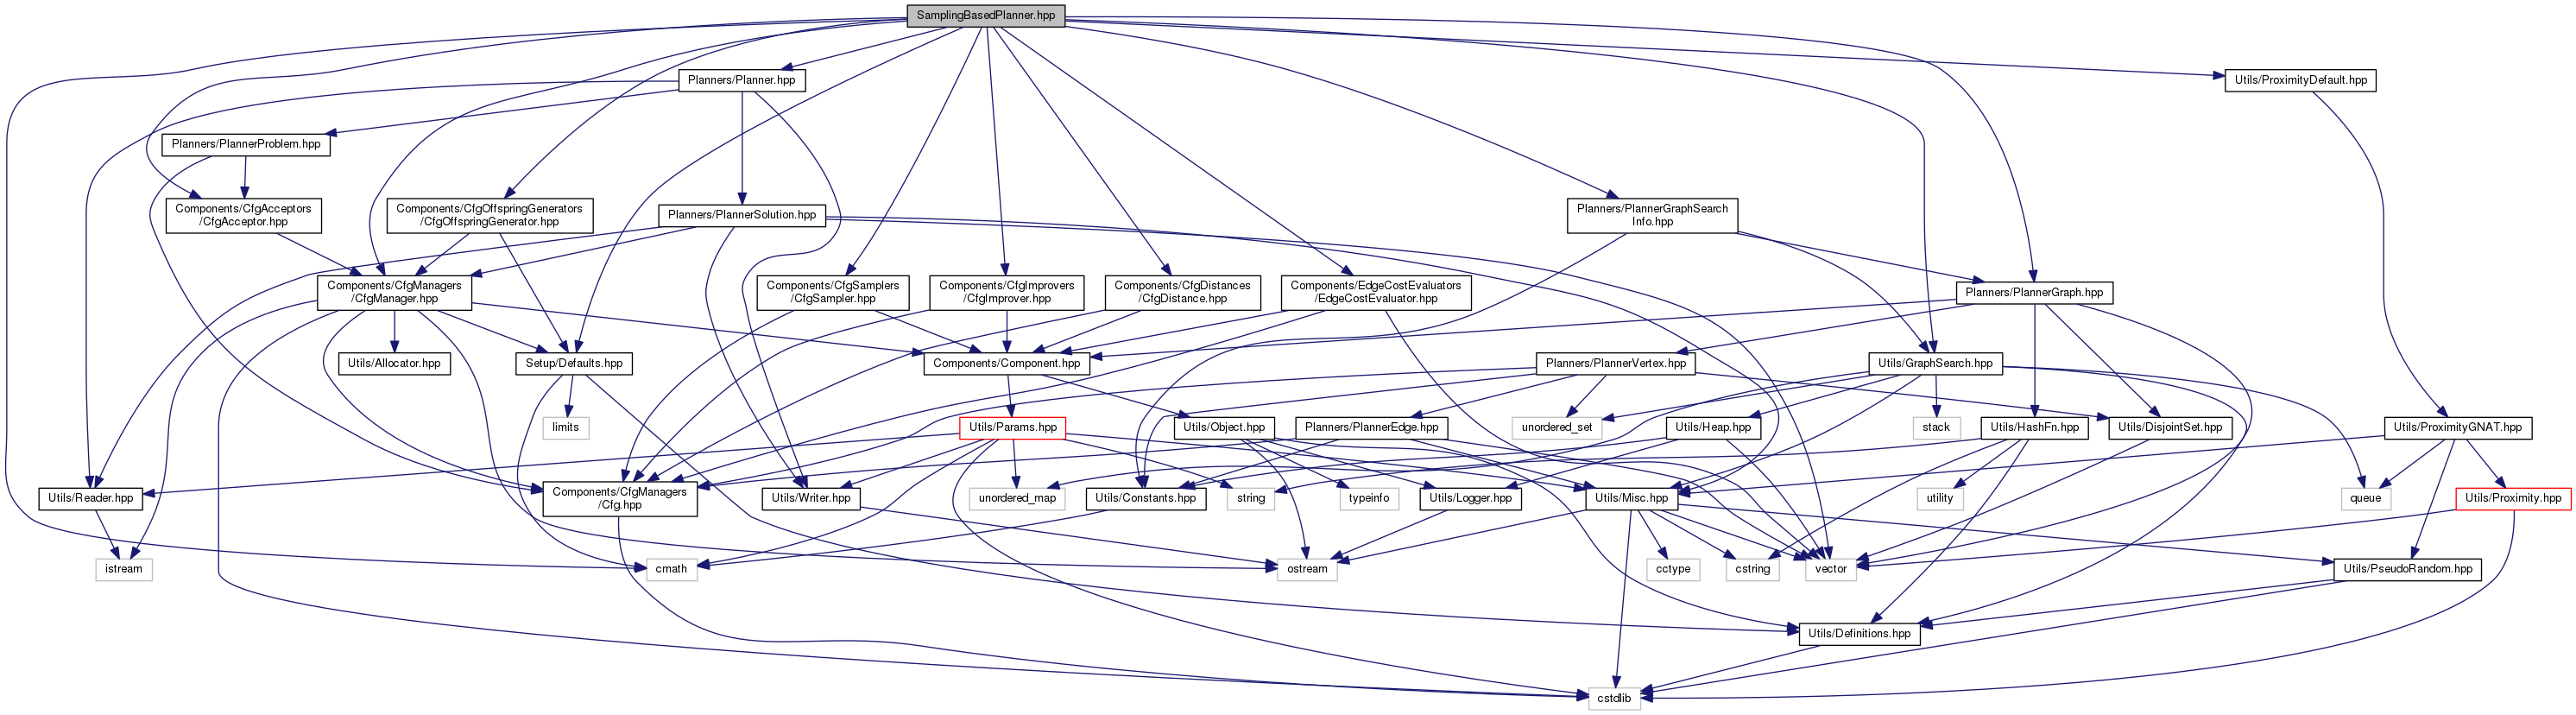 SamplingBasedPlanner.hpp
Planners/Planner.hpp
Utils/ProximityDefault.hpp
Planners/PlannerProblem.hpp
Components/CfgAcceptors
/CfgAcceptor.hpp
Components/CfgOffspringGenerators
/CfgOffspringGenerator.hpp
Planners/PlannerSolution.hpp
Planners/PlannerGraphSearch
Info.hpp
Components/CfgManagers
/CfgManager.hpp
Components/CfgSamplers
/CfgSampler.hpp
Components/CfgImprovers
/CfgImprover.hpp
Components/CfgDistances
/CfgDistance.hpp
Components/EdgeCostEvaluators
/EdgeCostEvaluator.hpp
Planners/PlannerGraph.hpp
Utils/Allocator.hpp
Setup/Defaults.hpp
Components/Component.hpp
Planners/PlannerVertex.hpp
Utils/GraphSearch.hpp
limits
Utils/Params.hpp
Utils/Object.hpp
Planners/PlannerEdge.hpp
unordered_set
Utils/Heap.hpp
stack
Utils/HashFn.hpp
Utils/DisjointSet.hpp
Utils/ProximityGNAT.hpp
Utils/Reader.hpp
Components/CfgManagers
/Cfg.hpp
Utils/Writer.hpp
unordered_map
Utils/Constants.hpp
string
typeinfo
Utils/Logger.hpp
Utils/Misc.hpp
utility
queue
Utils/Proximity.hpp
istream
cmath
ostream
cctype
cstring
vector
Utils/PseudoRandom.hpp
Utils/Definitions.hpp
cstdlib